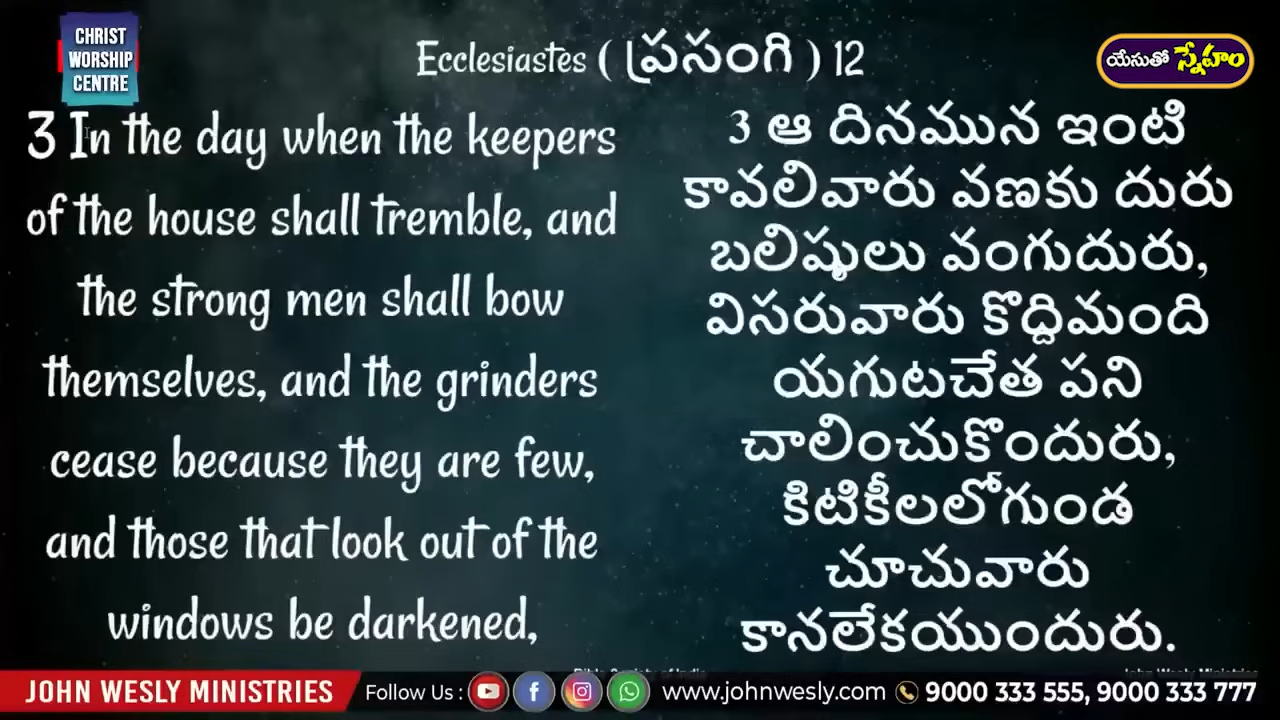 CHRIST
WORSHIP
CENTRE
Ecclesiastes ( ప్రసంగి ) 12
యేసుతో స్నేహం
3 In the day when the keepers
of the house shall tremble, and
the strong men shall bow
themselves, and the grinders
cease because they are few,
and those that look out of the
windows be darkened,
3 ఆ దినమున ఇంటి
కావలివారు వణకు దురు
బలిష్ఠులు వంగుదురు,
విసరువారు కొద్దిమంది
యగుటచేత పని
చాలించుకొందురు,
కిటికీలలోగుండ
చూచువారు
కానలేకయుందురు.
JOHN WESLY MINISTRIES Follow Us : www.johnwesly.com 9000 333 555, 9000 333 777